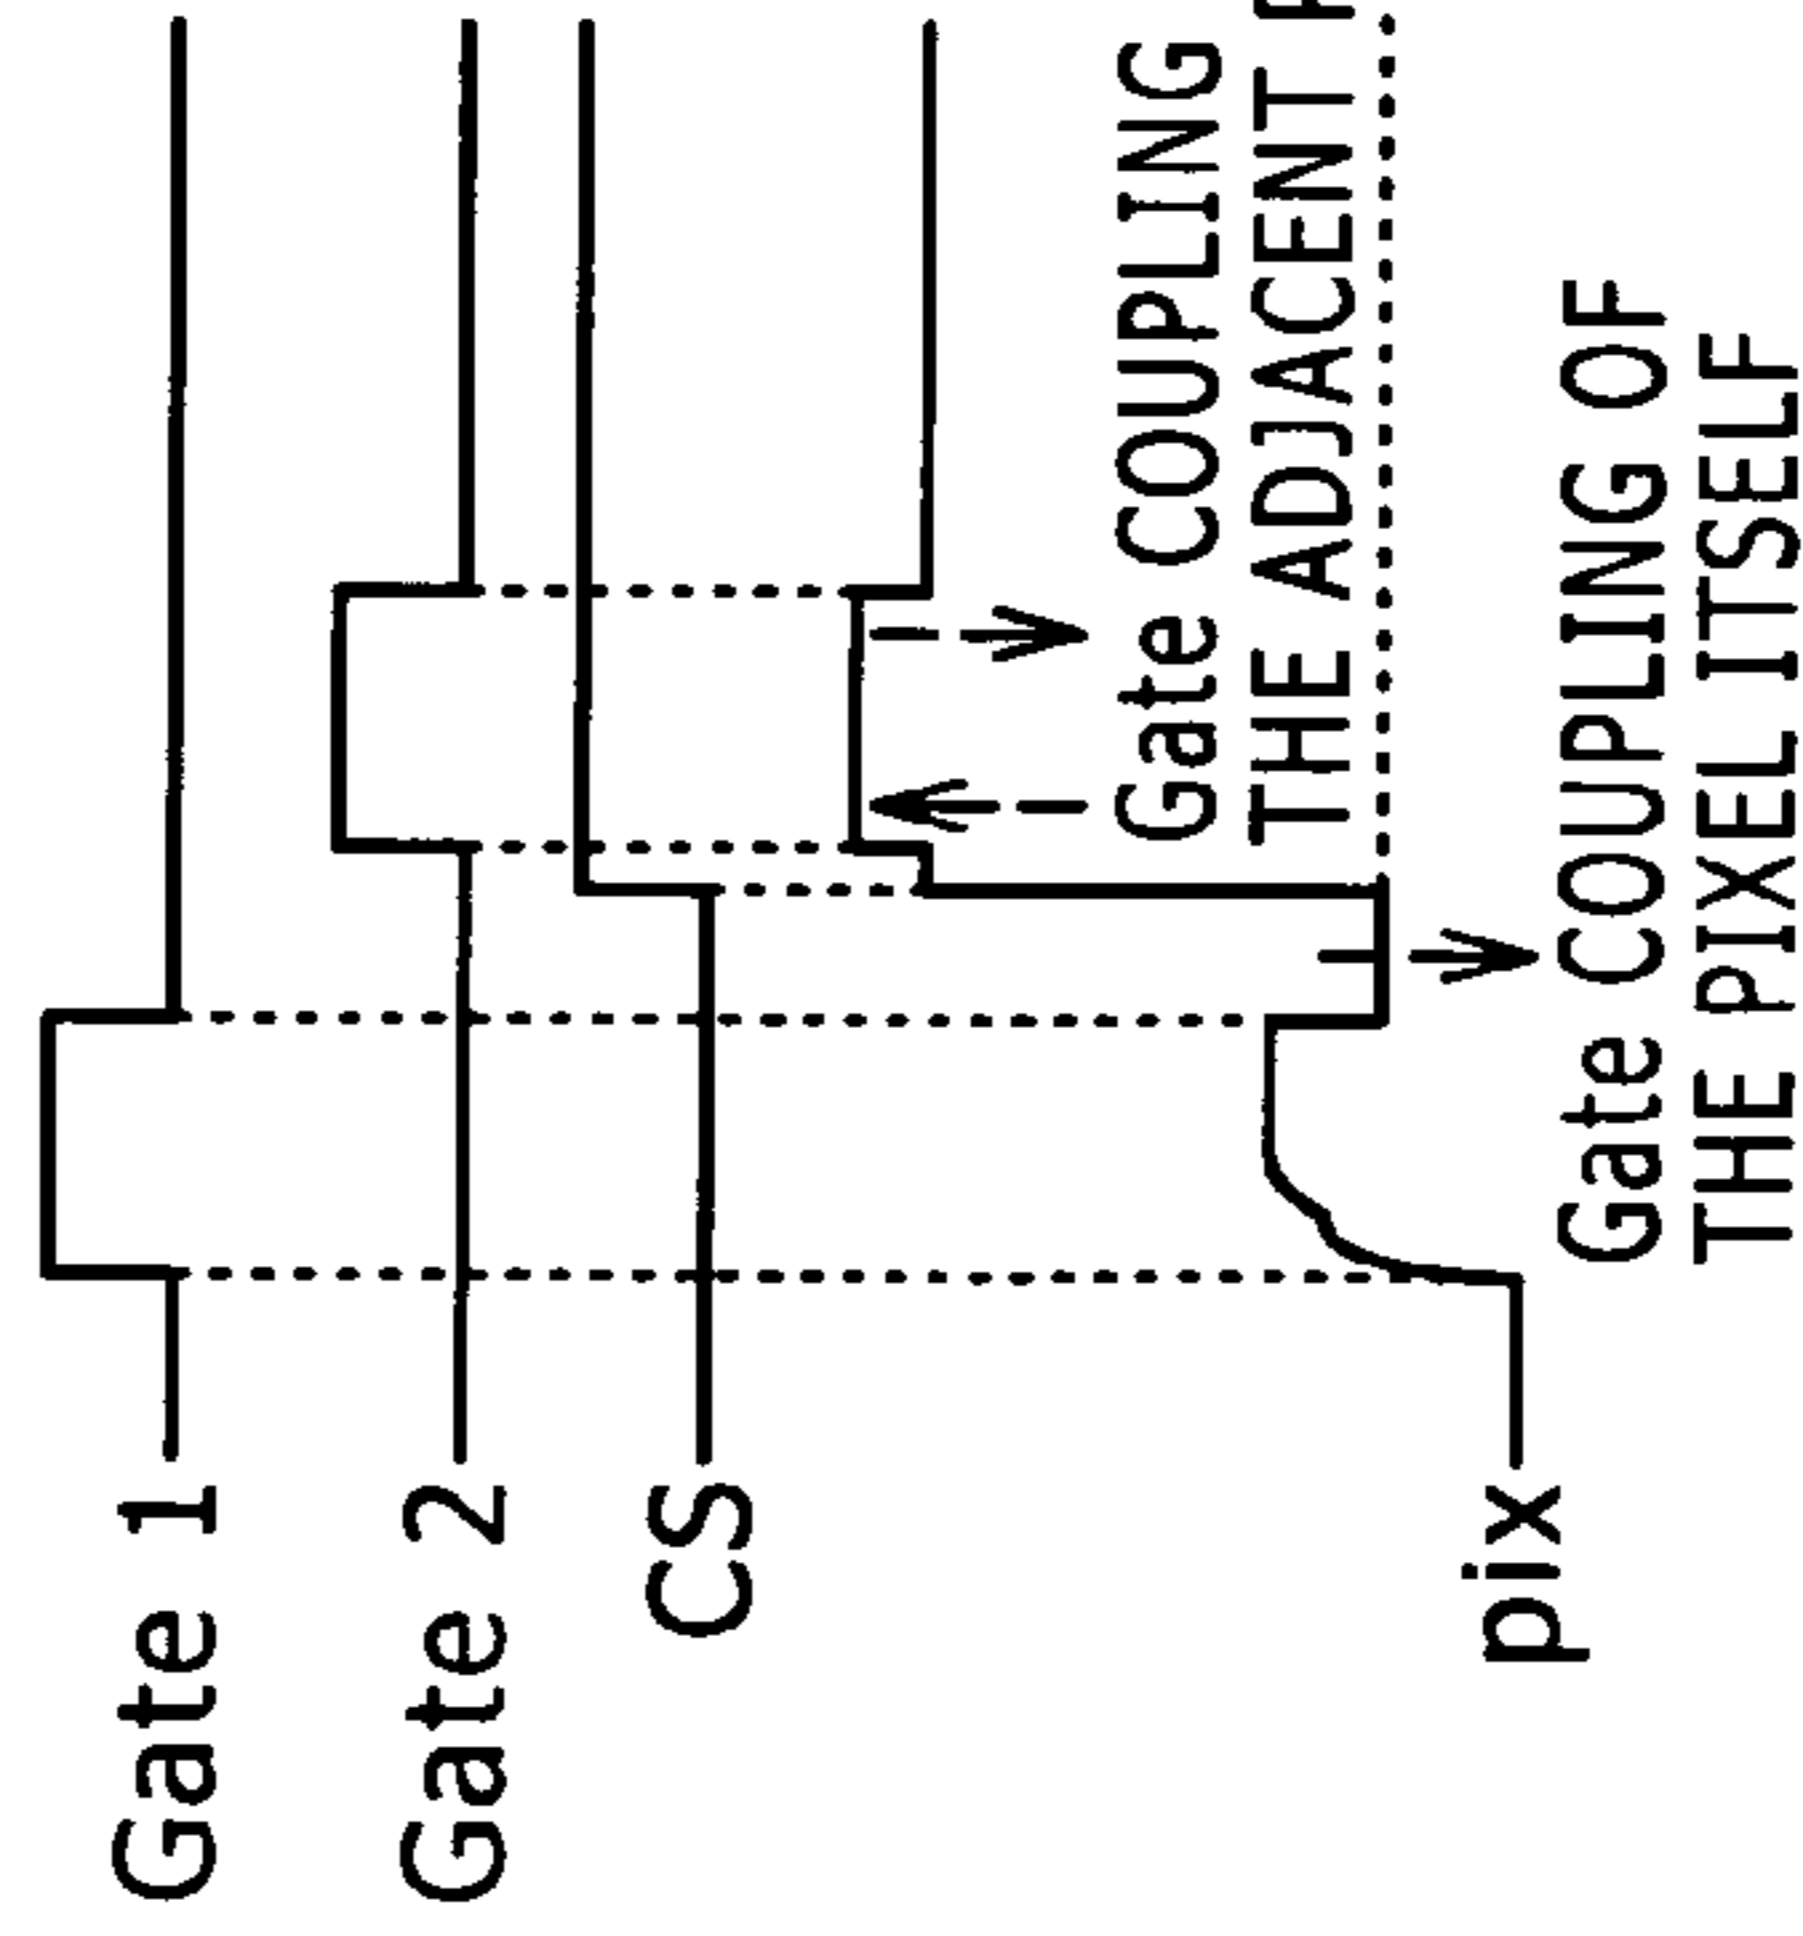 Gate 1
Gate 2
CS
Gate COUPLING
THE ADJACENT
pix
Gate COUPLING OF
THE PIXEL ITSELF